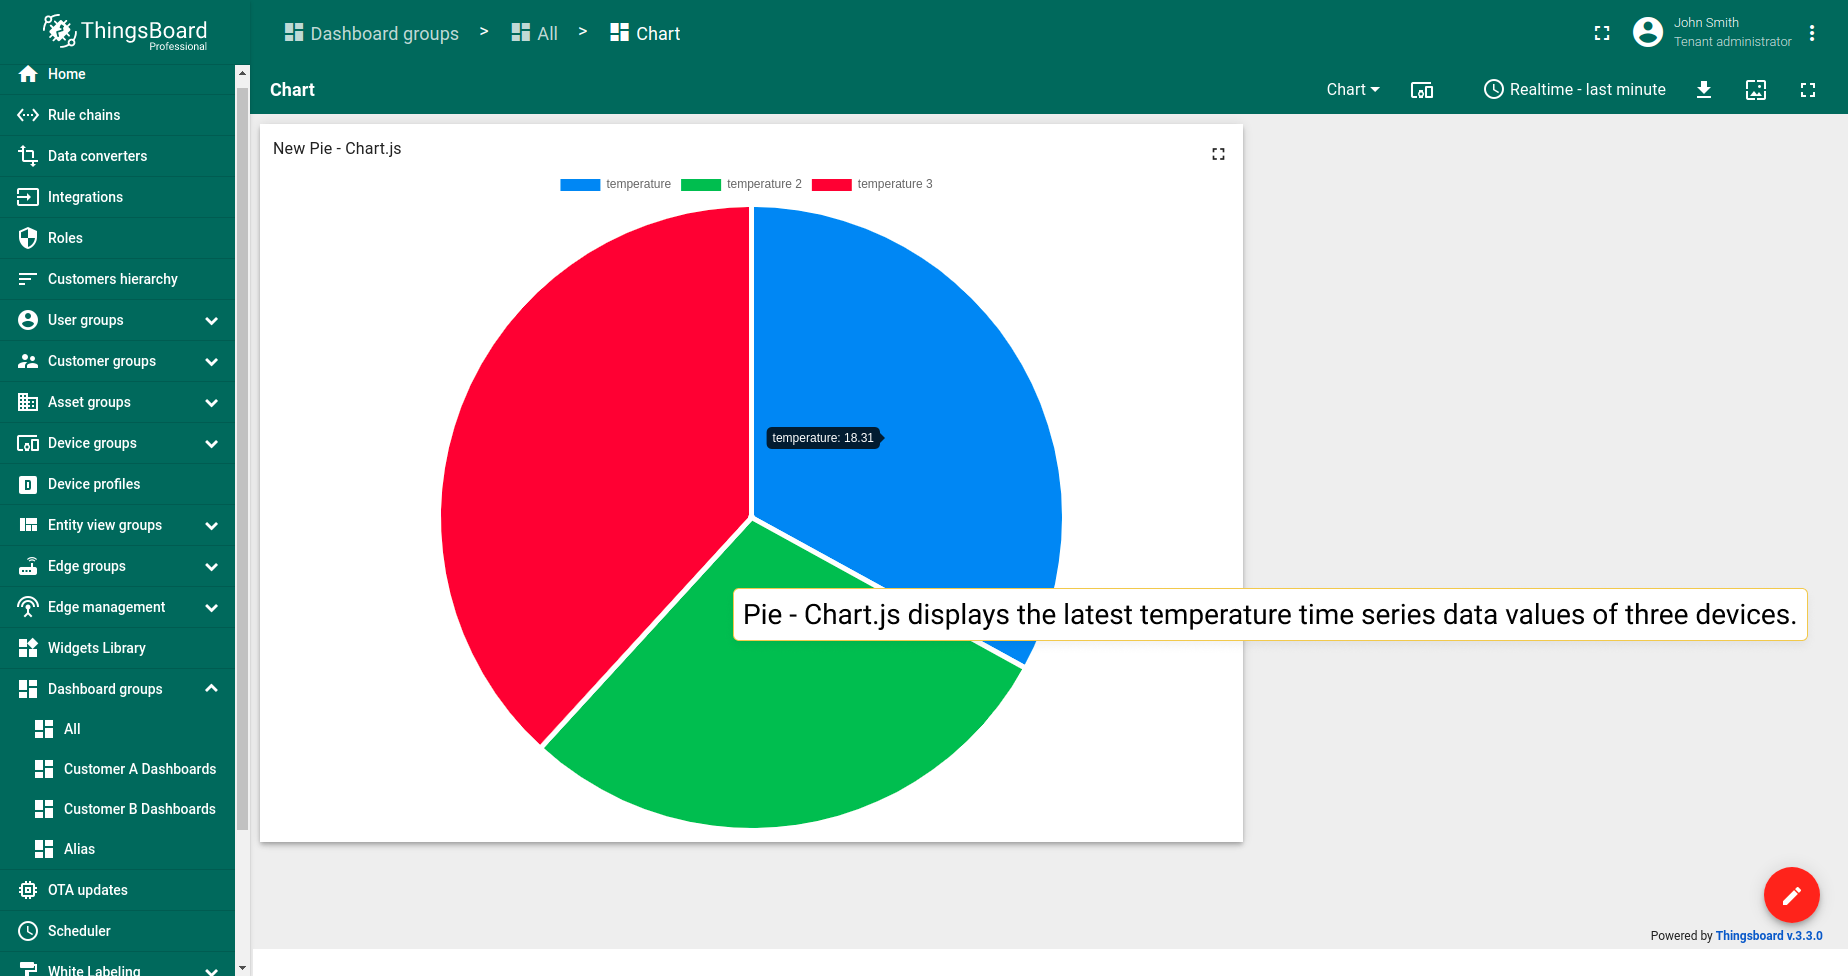 ThingsBoard
Professional
Dashboard groups > All > Chart
John Smith
Tenant administrator
Chart
Chart
Realtime - last minute
Home
Rule chains
Data converters
Integrations
Roles
Customers hierarchy
User groups
Customer groups
Asset groups
Device groups
Device profiles
Entity view groups
Edge groups
Edge management
Widgets Library
Dashboard groups
All
Customer A Dashboards
Customer B Dashboards
Alias
OTA updates
Scheduler
White Labeling
New Pie - Chart.js
temperature temperature 2 temperature 3
temperature: 18.31
Pie - Chart.js displays the latest temperature time series data values of three devices.
Powered by Thingsboard v.3.3.0